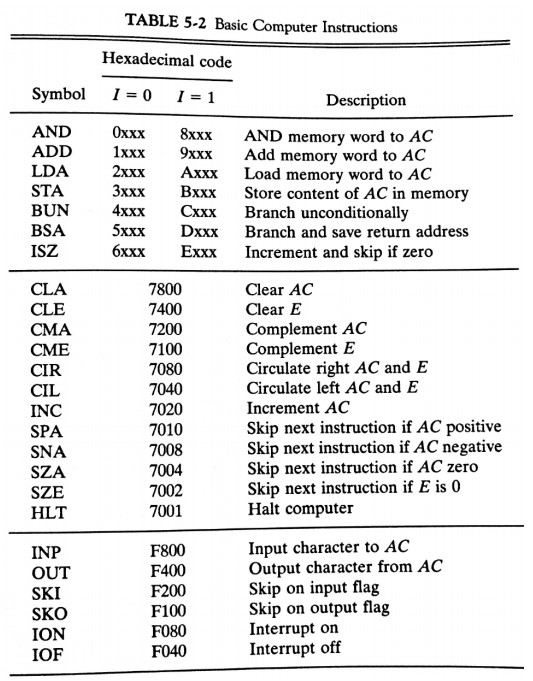 TABLE 5-2 Basic Computer Instructions
Hexadecimal code
Symbol I = 0 I = 1 Description
AND 0xxx 8xxx AND memory word to AC
ADD 1xxx 9xxx Add memory word to AC
LDA 2xxx Axxx Load memory word to AC
STA 3xxx Bxxx Store content of AC in memory
BUN 4xxx Cxxx Branch unconditionally
BSA 5xxx Dxxx Branch and save return address
ISZ 6xxx Exxx Increment and skip if zero
CLA 7800 Clear AC
CLE 7400 Clear E
CMA 7200 Complement AC
CME 7100 Complement E
CIR 7080 Circulate right AC and E
CIL 7040 Circulate left AC and E
INC 7020 Increment AC
SPA 7010 Skip next instruction if AC positive
SNA 7008 Skip next instruction if AC negative
SZA 7004 Skip next instruction if AC zero
SZE 7002 Skip next instruction if E is 0
HLT 7001 Halt computer
INP F800 Input character to AC
OUT F400 Output character from AC
SKI F200 Skip on input flag
SKO F100 Skip on output flag
ION F080 Interrupt on
IOF F040 Interrupt off